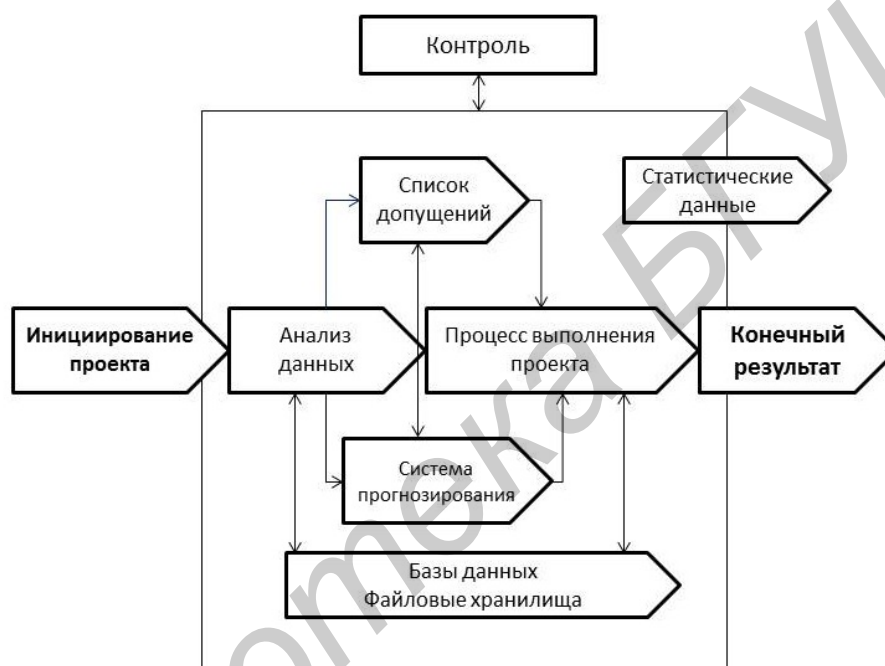 Контроль
Список
допущений
Статистические
данные
Инициирование
проекта
Анализ
данных
Процесс выполнения
проекта
Конечный
результат
Система
прогнозирования
Базы данных
Файловые хранилища